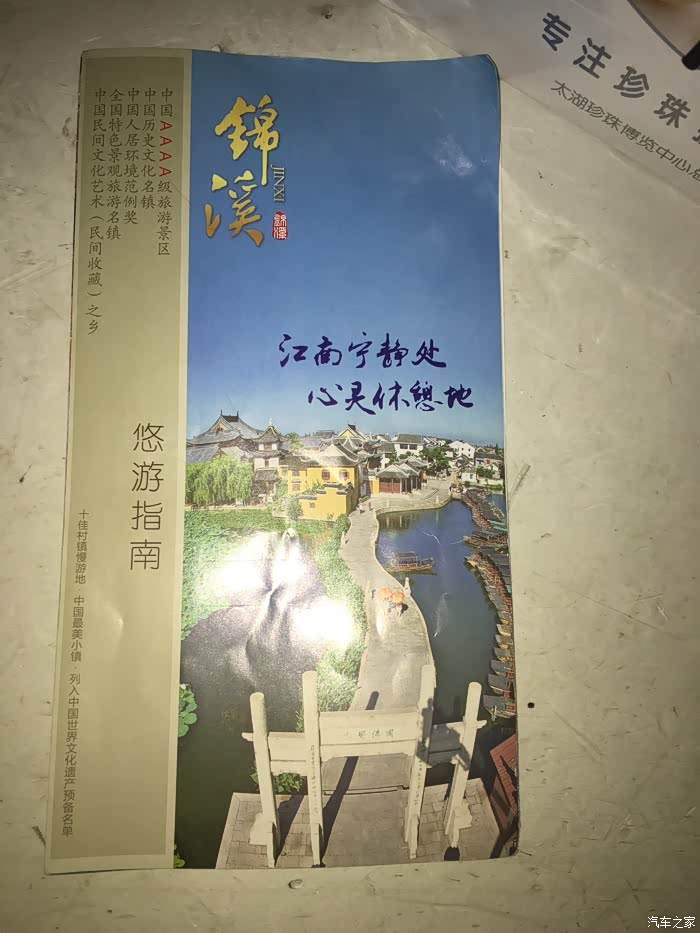 锦溪
JINXI
锦溪
江南宁静处
心灵休憩地
中国AAAA级旅游景区
中国历史文化名镇
中国人居环境范例奖
全国特色景观旅游名镇
中国民间文化艺术（民间收藏）之乡
悠游指南
十佳村镇慢游地 中国最美小镇·列入中国世界文化遗产预备名单
专注珍珠
太湖珍珠博览中心
汽车之家